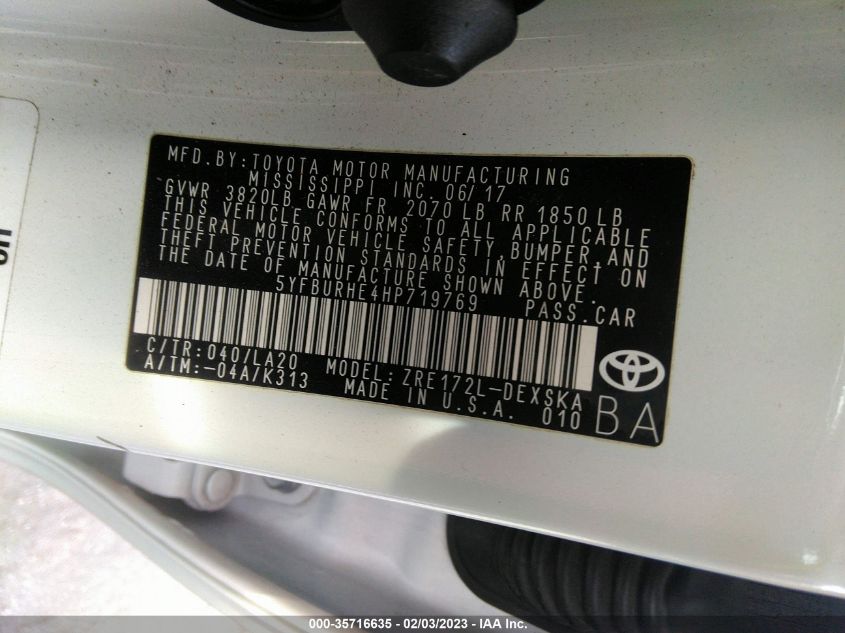 MFD. BY: TOYOTA MOTOR MANUFACTURING
MISSISSIPPI INC. 06/17
GVWR 3820LB GAWR FR 2070 LB RR 1850 LB
THIS VEHICLE CONFORMS TO ALL APPLICABLE
FEDERAL MOTOR VEHICLE SAFETY, BUMPER, AND
THEFT PREVENTION STANDARDS IN EFFECT ON
THE DATE OF MANUFACTURE SHOWN ABOVE.
5YFBURHE4HP719769 PASS. CAR
C/TR: 040/LA20 MODEL: ZRE172L-DEXSKA
A/TM: -04A/K313 MADE IN U.S.A. 010
BA
000-35716635 - 02/03/2023 - IAA Inc.